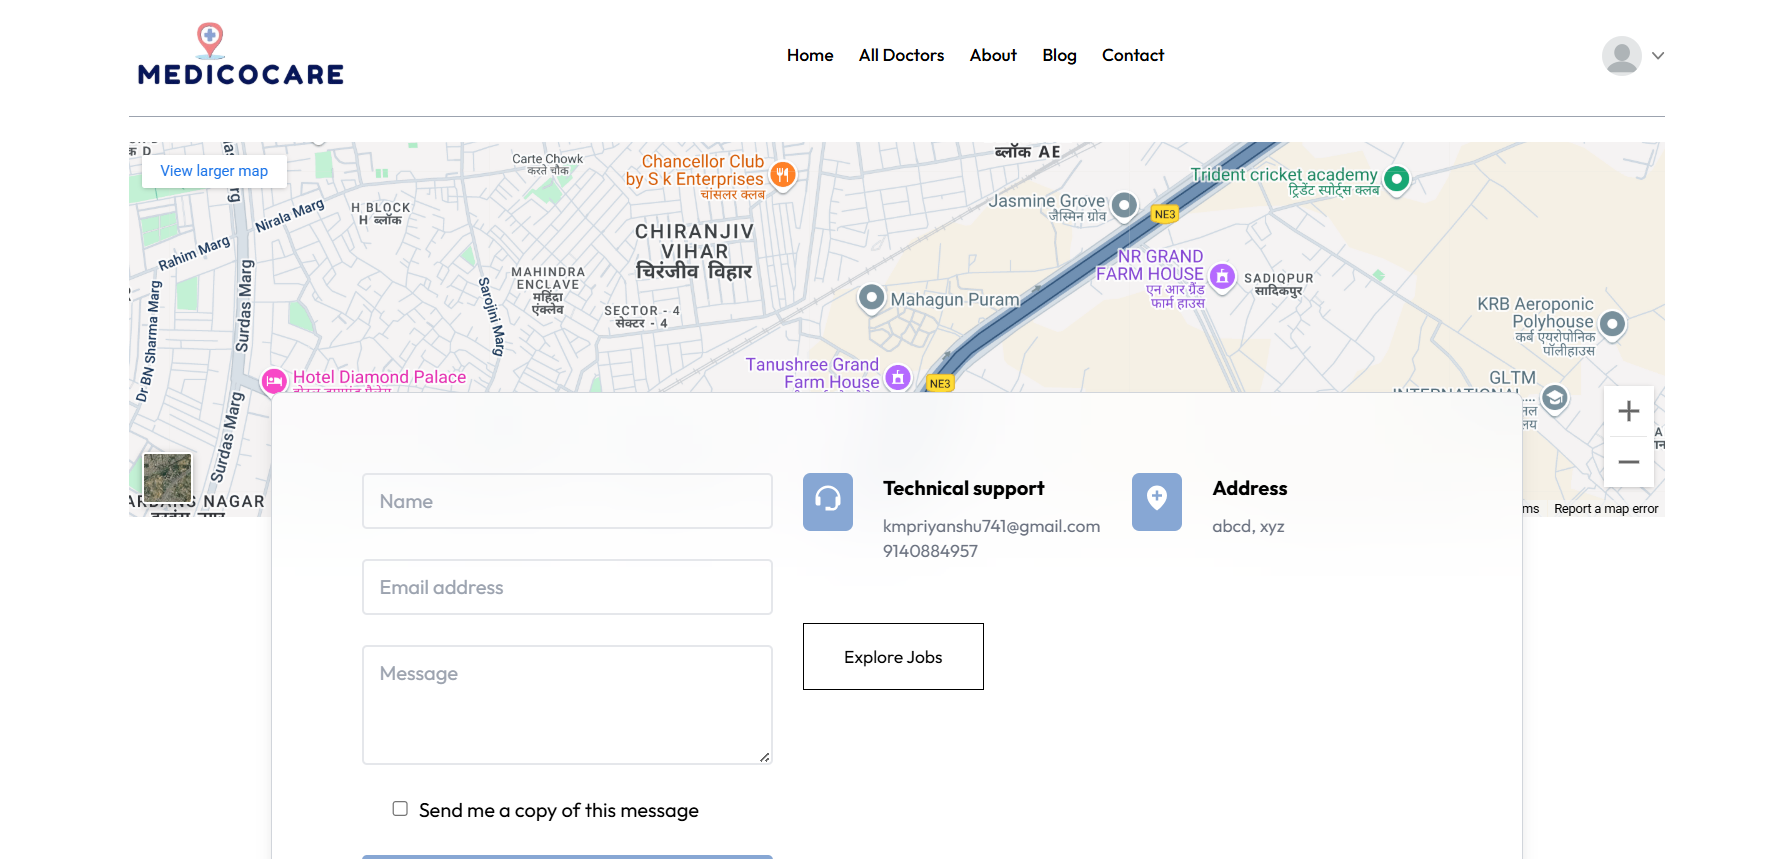 MEDICOCARE
Home
All Doctors
About
Blog
Contact
View larger map
Carte Chowk
करते चौक
Chancellor Club
by S k Enterprises
चांसलर क्लब
ब्लॉक AE
Trident cricket academy
ट्रिडेंट स्पोर्ट्स क्लब
Nirala Marg
H BLOCK
H ब्लॉक
Jasmine Grove
जैस्मिन ग्रोव
NE3
CHIRANJIV
VIHAR
चिरंजीव विहार
Rahim Marg
NR GRAND
FARM HOUSE
एन आर ग्रैंड
फार्म हाउस
SADIQPUR
सादिकपुर
MAHINDRA
ENCLAVE
महिंद्रा
एंक्लेव
Surdas Marg
Sarojini Marg
Dr BN Sharma Marg
SECTOR - 4
सेक्टर - 4
Mahagun Puram
KRB Aeroponic
Polyhouse
कर्ब एयरोपोनिक
पॉलीहाउस
Tanushree Grand
Farm House
NE3
Hotel Diamond Palace
GLTM
INTERNATIONAL
Surdas Marg
NAGAR
Report a map error
Name
Technical support
kmpriyanshu741@gmail.com
9140884957
Address
abcd, xyz
Email address
Explore Jobs
Message
Send me a copy of this message